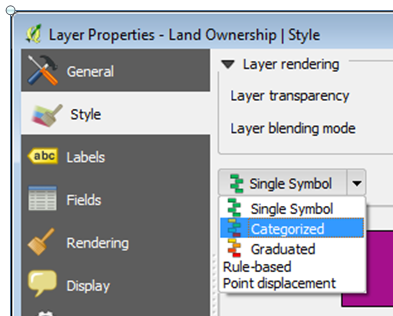 Layer Properties - Land Ownership | Style
General
Style
abc Labels
Fields
Rendering
Display
Layer rendering
Layer transparency
Layer blending mode
Single Symbol
Single Symbol
Categorized
Graduated
Rule-based
Point displacement